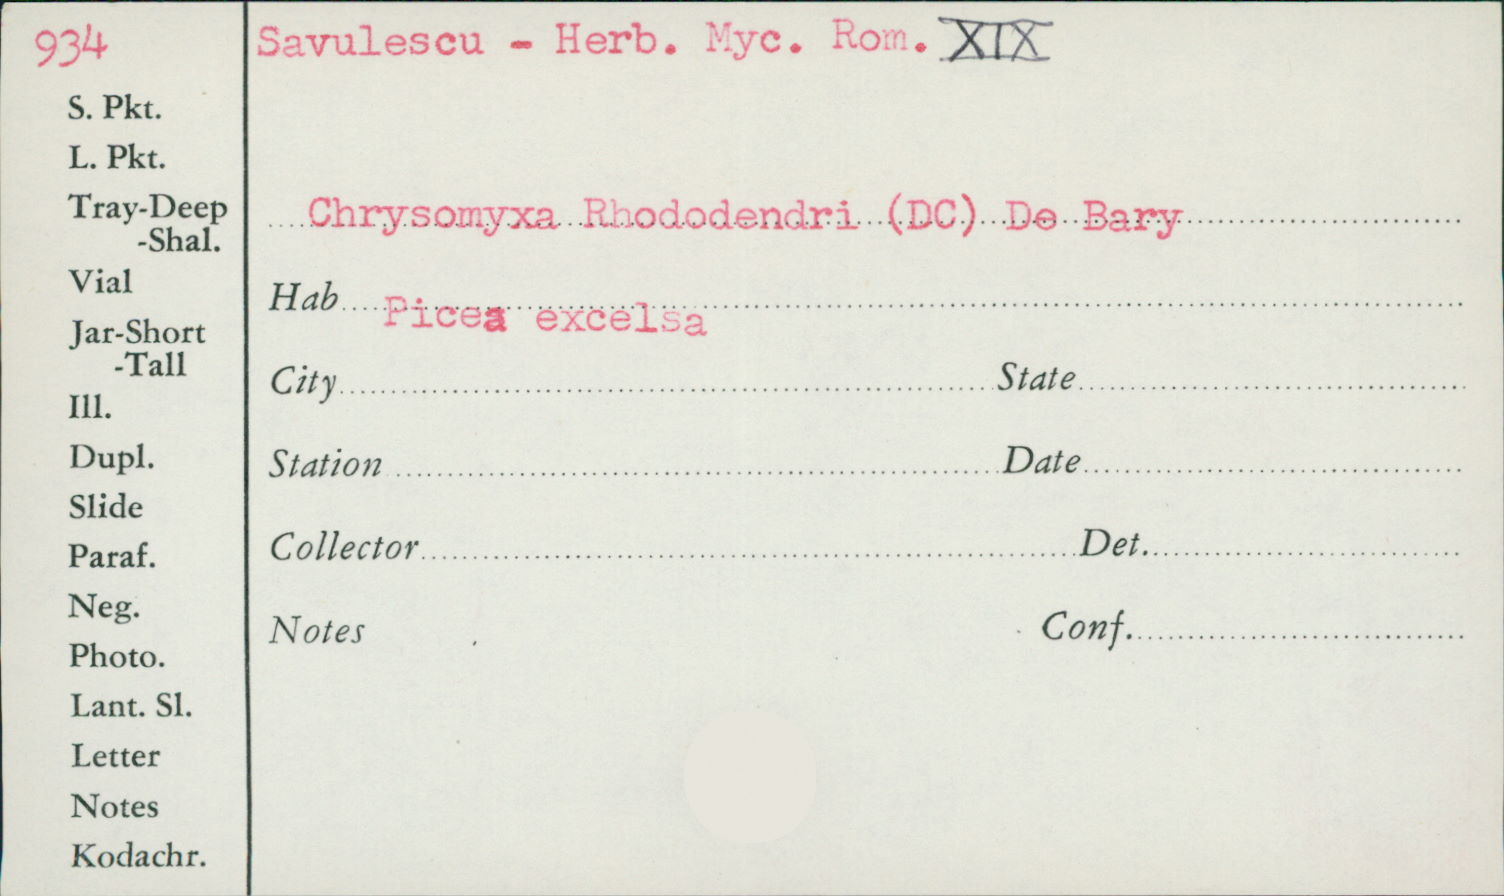 934
Savulescu - Herb. Myc. Rom. XIX
S. Pkt.
L. Pkt.
Tray-Deep
-Shal.
Vial
Jar-Short
-Tall
Ill.
Dupl.
Slide
Paraf.
Neg.
Photo.
Lant. Sl.
Letter
Notes
Kodachr.
Chrysomyxa Rhododendri (DC) De Bary
Hab Picea excelsa
City State
Station Date
Collector Det.
Notes Conf.